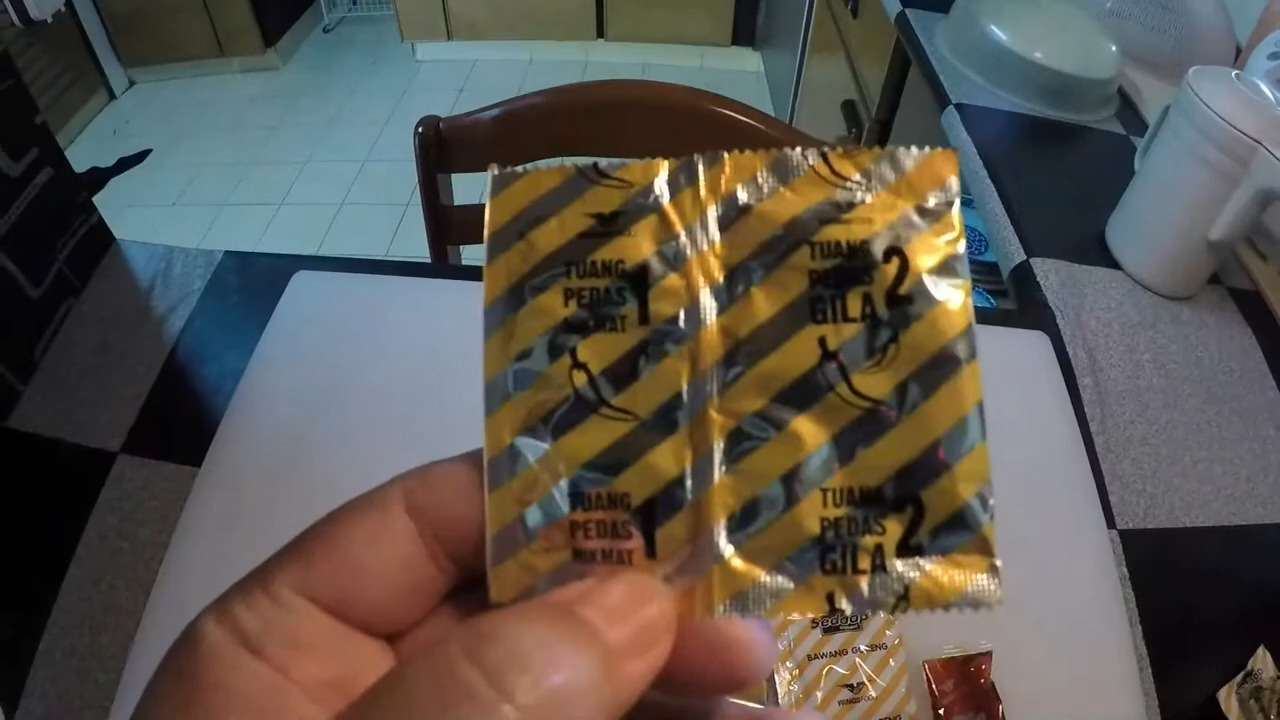 TUANG
PEDAS 1
NIKMAT
TUANG
PEDAS 2
GILA
TUANG
PEDAS 1
NIKMAT
TUANG
PEDAS 2
GILA
Sedaap
BAWANG GORENG
WINGSFOOD